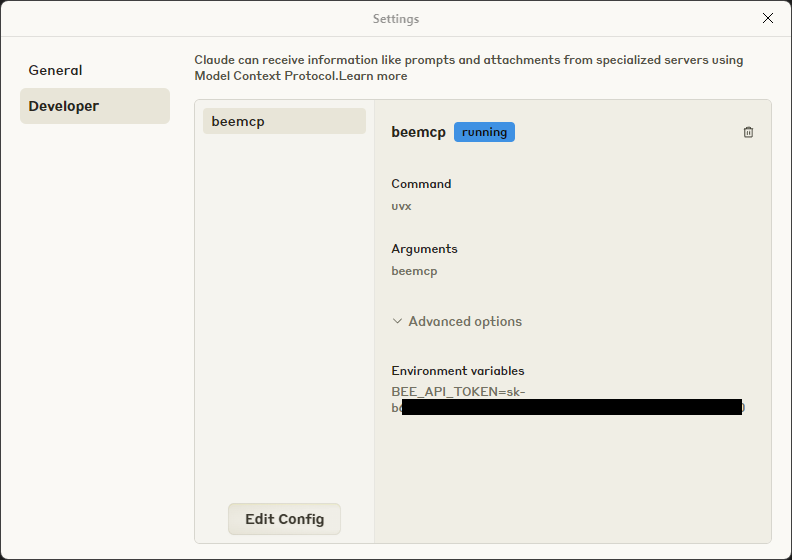 Settings
General
Developer
Claude can receive information like prompts and attachments from specialized servers using
Model Context Protocol.Learn more
beemcp
beemcp running
Command
uvx
Arguments
beemcp
Advanced options
Environment variables
BEE_API_TOKEN=sk-
Edit Config